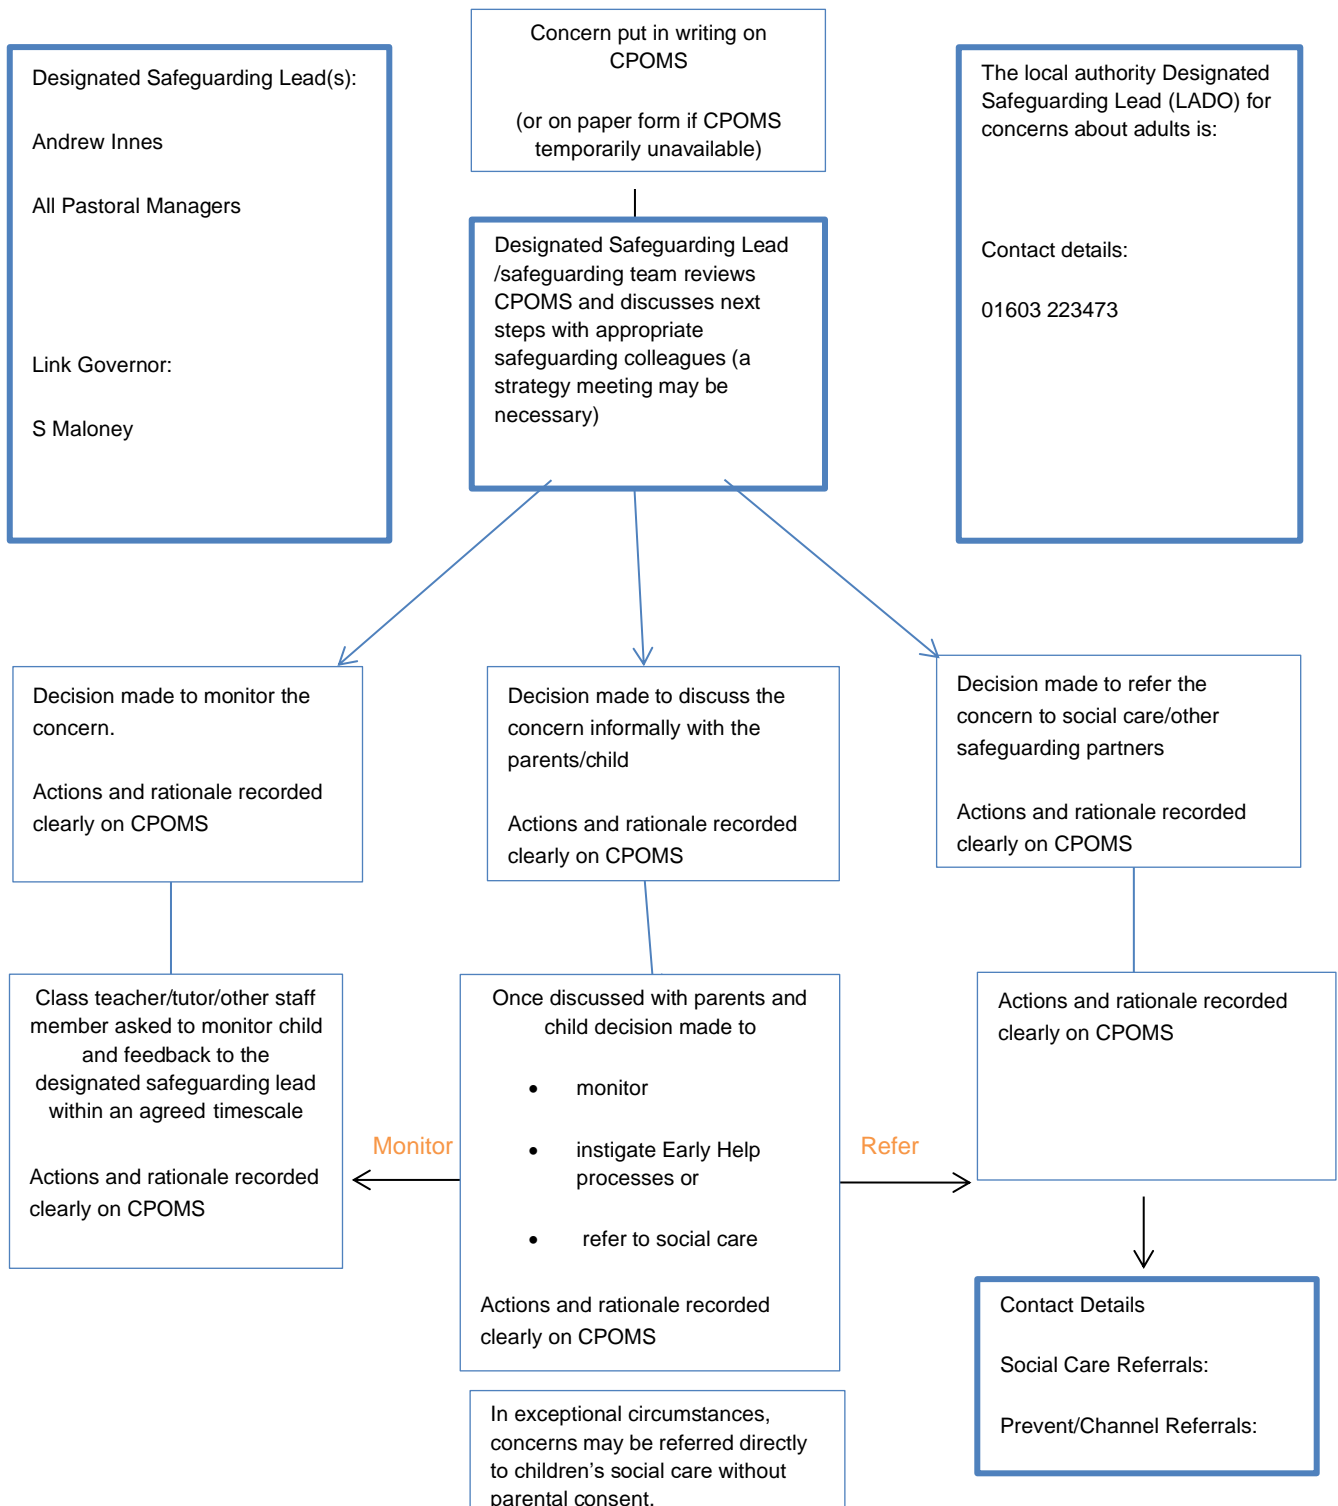 Concern put in writing on
CPOMS
(or on paper form if CPOMS
temporarily unavailable)
Designated Safeguarding Lead(s):
Andrew Innes
All Pastoral Managers
Link Governor:
S Maloney
The local authority Designated
Safeguarding Lead (LADO) for
concerns about adults is:
Contact details:
01603 223473
Designated Safeguarding Lead
/safeguarding team reviews
CPOMS and discusses next
steps with appropriate
safeguarding colleagues (a
strategy meeting may be
necessary)
Decision made to monitor the
concern.
Actions and rationale recorded
clearly on CPOMS
Decision made to discuss the
concern informally with the
parents/child
Actions and rationale recorded
clearly on CPOMS
Decision made to refer the
concern to social care/other
safeguarding partners
Actions and rationale recorded
clearly on CPOMS
Class teacher/tutor/other staff
member asked to monitor child
and feedback to the
designated safeguarding lead
within an agreed timescale
Actions and rationale recorded
clearly on CPOMS
Monitor
Once discussed with parents and
child decision made to
• monitor
• instigate Early Help
processes or
• refer to social care
Actions and rationale recorded
clearly on CPOMS
Refer
Actions and rationale recorded
clearly on CPOMS
Contact Details
Social Care Referrals:
Prevent/Channel Referrals:
In exceptional circumstances,
concerns may be referred directly
to children’s social care without
parental consent.